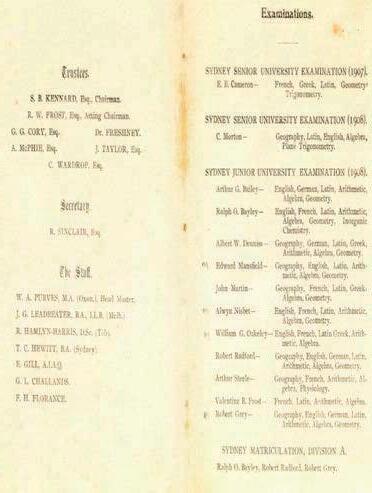 Trustees.
S. B. KENNARD, Esq., Chairman.
R. W. FROST, Esq., Acting Chairman.
G. G. CORY, Esq. Dr. FRESHNEY.
A. McPHIE, Esq. J. TAYLOR, Esq.
C. WARDROP, Esq.
Secretary.
R. SINCLAIR, Esq.
The Staff.
W. A. PURVES, M.A. (Oxon.), Head Master.
J. G. LEADBEATER, B.A., LL.B. (Melb.)
R. HAMLYN-HARRIS, D.Sc. (Tüb.)
T. C. HEWITT, B.A. (Sydney)
E. GILL, A.I.A.Q.
G. L. CHALLANDS.
F. H. FLORANCE.
Examinations.
SYDNEY SENIOR UNIVERSITY EXAMINATION (1907).
E. B. Cameron— French, Greek, Latin, Geometry
Trigonometry.
SYDNEY SENIOR UNIVERSITY EXAMINATION (1908).
C. Morton— Geography, Latin, English, Algebra,
Plane Trigonometry.
SYDNEY JUNIOR UNIVERSITY EXAMINATION (1908).
Arthur G. Bailey— English, German, Latin, Arithmetic,
Algebra, Geometry.
Ralph O. Bayley— English, French, Latin, Arithmetic,
Algebra, Geometry, Inorganic
Chemistry.
Albert W. Dennis— Geography, German, Latin, Greek,
Arithmetic, Algebra, Geometry.
Edward Mansfield— Geography, English, Latin, Arith-
metic, Algebra, Geometry.
John Martin— Geography, French, Latin, Greek,
Algebra, Geometry.
Alwyn Nisbet— English, French, Latin, Arithmetic,
Algebra, Geometry.
William G. Oakeley— English, French, Latin, Greek, Arith-
metic, Algebra.
Robert Radford— Geography, English, German, Latin,
Arithmetic, Algebra, Geometry.
Arthur Steele— Geography, French, Arithmetic, Al-
gebra, Physiology.
Valentine B. Frost— French, Latin, Arithmetic, Algebra.
Robert Grey— Geography, English, German, Latin,
Arithmetic, Algebra, Geometry.
SYDNEY MATRICULATION, DIVISION A.
Ralph O. Bayley, Robert Radford, Robert Grey.